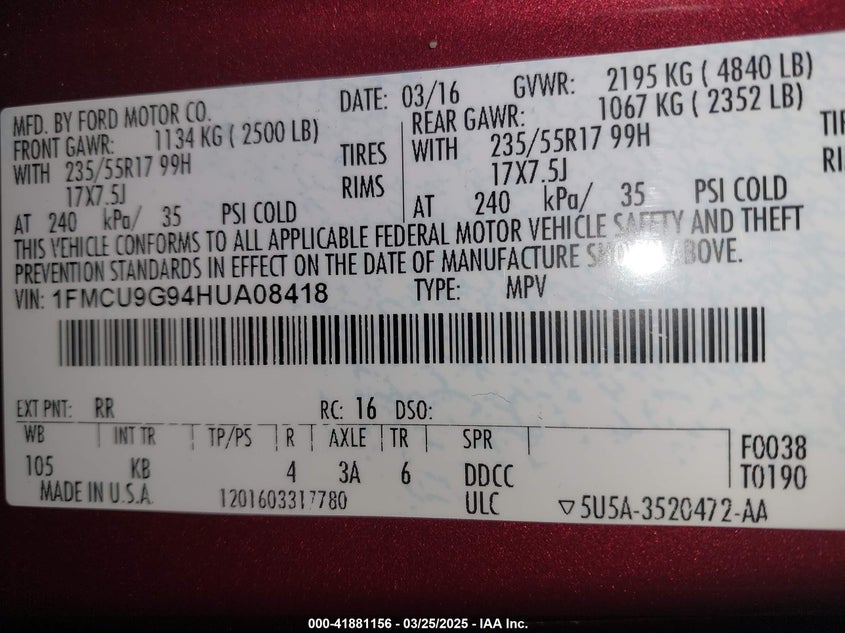 MFD. BY FORD MOTOR CO.
DATE: 03/16
GVWR: 2195 KG ( 4840 LB)
FRONT GAWR: 1134 KG ( 2500 LB)
REAR GAWR: 1067 KG ( 2352 LB)
WITH 235/55R17 99H TIRES
WITH 235/55R17 99H
17X7.5J RIMS
17X7.5J
AT 240 kPa/ 35 PSI COLD
AT 240 kPa/ 35 PSI COLD
THIS VEHICLE CONFORMS TO ALL APPLICABLE FEDERAL MOTOR VEHICLE SAFETY AND THEFT
PREVENTION STANDARDS IN EFFECT ON THE DATE OF MANUFACTURE ABOVE.
VIN: 1FMCU9G94HUA08418 TYPE: MPV
EXT PNT: RR RC: 16 DSO:
WB INT TR TP/PS R AXLE TR SPR
105 KB 4 3A 6 DDCC
F0038
T0190
MADE IN U.S.A. 1201603317780 ULC
5U5A-3520472-AA
000-41881156 - 03/25/2025 - IAA Inc.